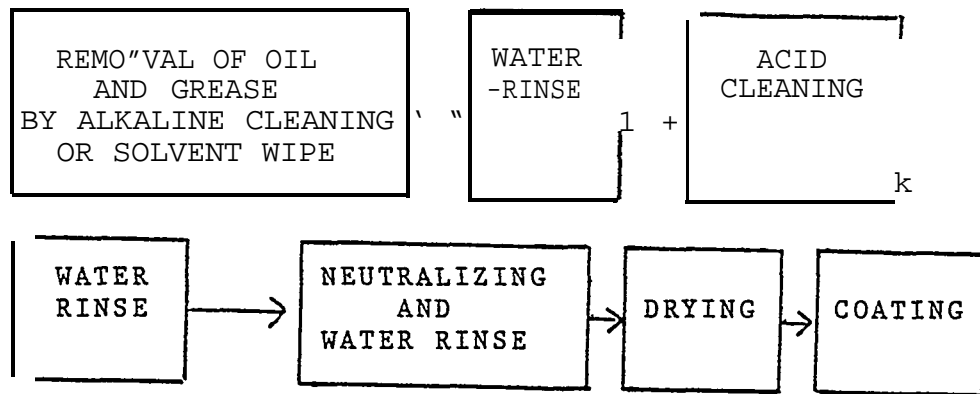 REMO"VAL OF OIL
AND GREASE
BY ALKALINE CLEANING ` "
OR SOLVENT WIPE
WATER
-RINSE
1 +
ACID
CLEANING
k
WATER
RINSE
NEUTRALIZING
AND
WATER RINSE
DRYING
COATING